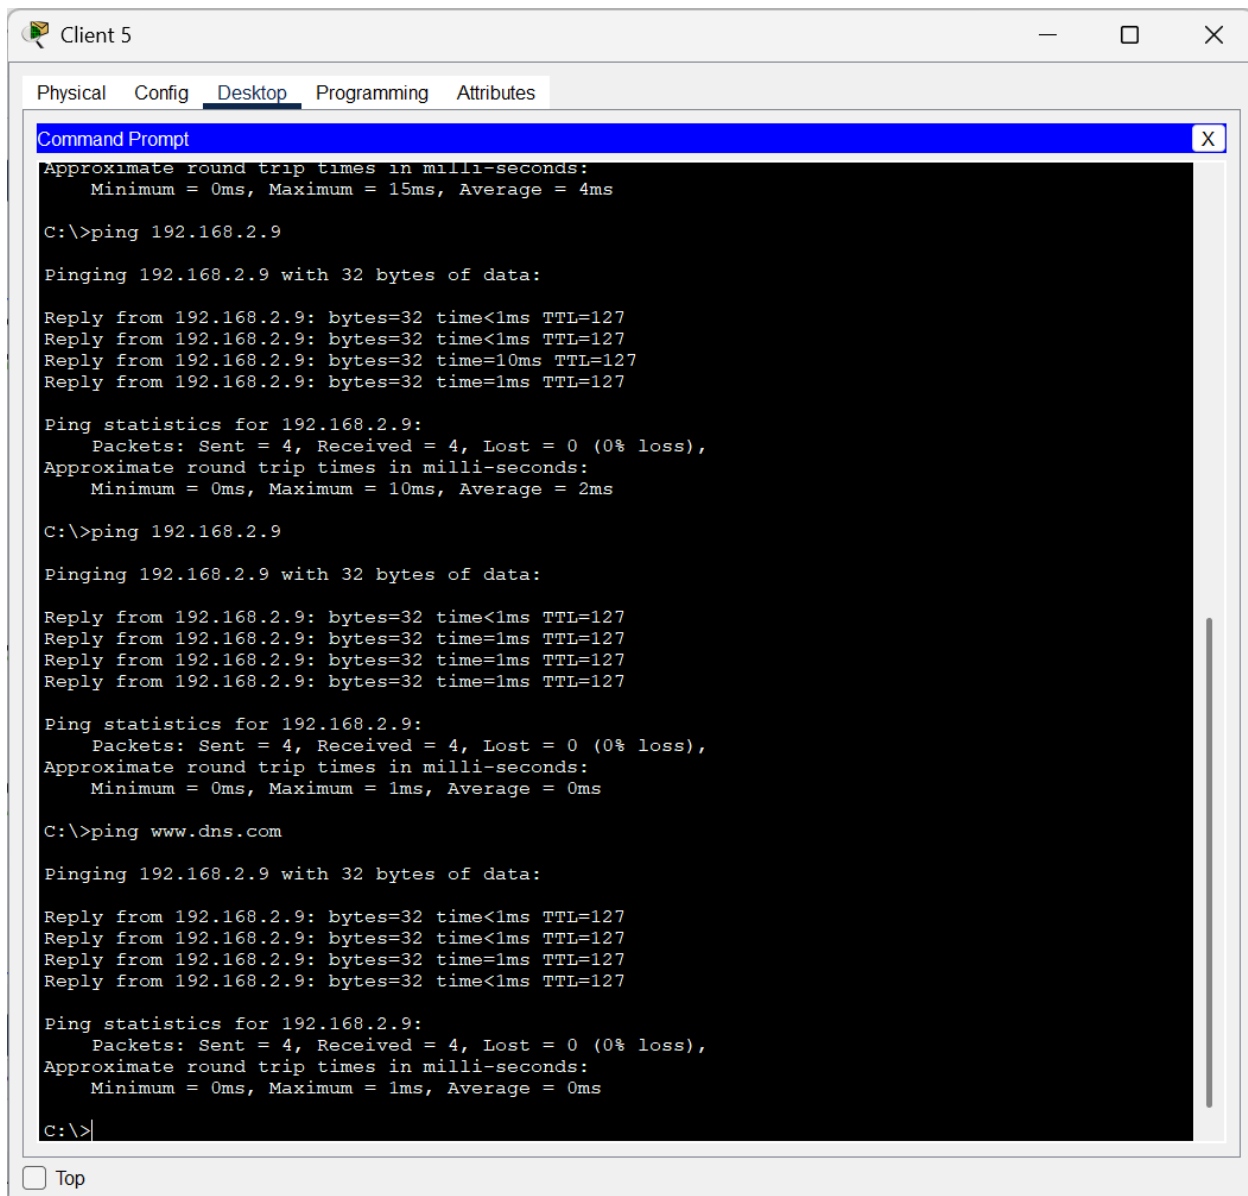 Client 5
Physical Config Desktop Programming Attributes
Command Prompt
X
Approximate round trip times in milli-seconds:
    Minimum = 0ms, Maximum = 15ms, Average = 4ms
C:\>ping 192.168.2.9
Pinging 192.168.2.9 with 32 bytes of data:
Reply from 192.168.2.9: bytes=32 time<1ms TTL=127
Reply from 192.168.2.9: bytes=32 time<1ms TTL=127
Reply from 192.168.2.9: bytes=32 time=10ms TTL=127
Reply from 192.168.2.9: bytes=32 time=1ms TTL=127
Ping statistics for 192.168.2.9:
    Packets: Sent = 4, Received = 4, Lost = 0 (0% loss),
Approximate round trip times in milli-seconds:
    Minimum = 0ms, Maximum = 10ms, Average = 2ms
C:\>ping 192.168.2.9
Pinging 192.168.2.9 with 32 bytes of data:
Reply from 192.168.2.9: bytes=32 time<1ms TTL=127
Reply from 192.168.2.9: bytes=32 time=1ms TTL=127
Reply from 192.168.2.9: bytes=32 time=1ms TTL=127
Reply from 192.168.2.9: bytes=32 time=1ms TTL=127
Ping statistics for 192.168.2.9:
    Packets: Sent = 4, Received = 4, Lost = 0 (0% loss),
Approximate round trip times in milli-seconds:
    Minimum = 0ms, Maximum = 1ms, Average = 0ms
C:\>ping www.dns.com
Pinging 192.168.2.9 with 32 bytes of data:
Reply from 192.168.2.9: bytes=32 time<1ms TTL=127
Reply from 192.168.2.9: bytes=32 time<1ms TTL=127
Reply from 192.168.2.9: bytes=32 time=1ms TTL=127
Reply from 192.168.2.9: bytes=32 time<1ms TTL=127
Ping statistics for 192.168.2.9:
    Packets: Sent = 4, Received = 4, Lost = 0 (0% loss),
Approximate round trip times in milli-seconds:
    Minimum = 0ms, Maximum = 1ms, Average = 0ms
C:\>
Top